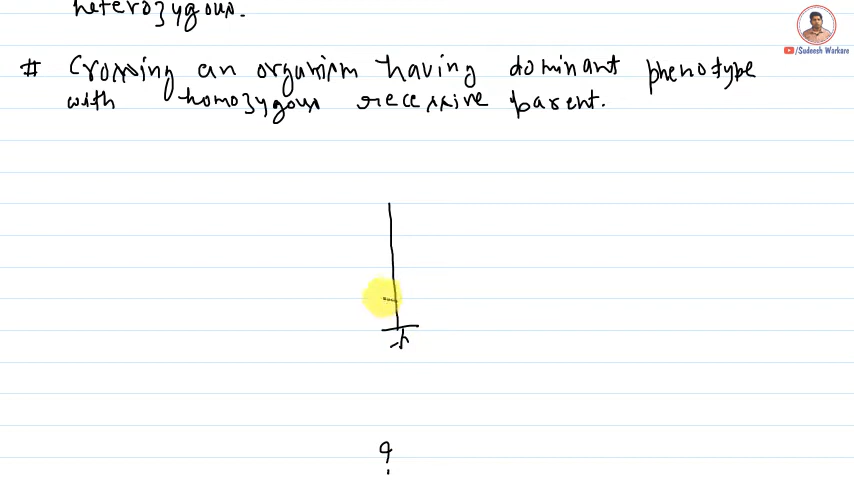 heterozygous.
# Crossing an organism having dominant phenotype
with homozygous recessive parent.
/Sudeesh Warkare
?